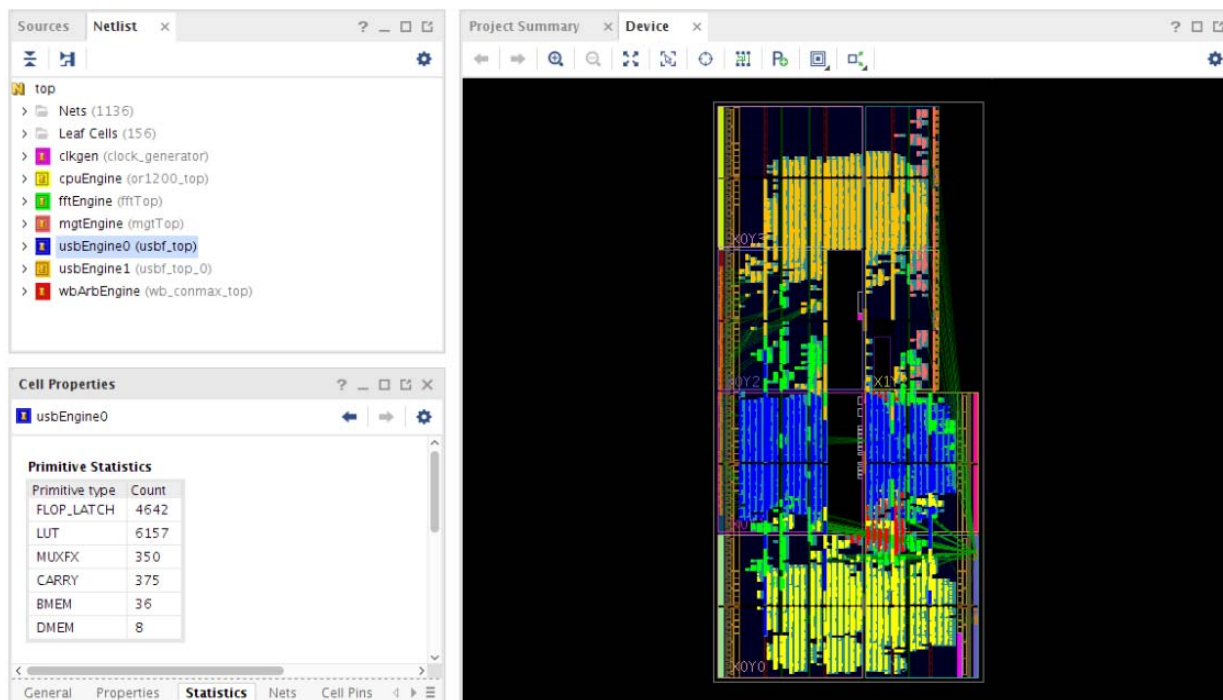 Sources Netlist
top
Nets (1136)
Leaf Cells (156)
clkgen (clock_generator)
cpuEngine (or1200_top)
fftEngine (fftTop)
mgtEngine (mgtTop)
usbEngine0 (usbf_top)
usbEngine1 (usbf_top_0)
wbArbEngine (wb_conmax_top)
Cell Properties
usbEngine0
Primitive Statistics
Primitive type Count
FLOP_LATCH 4642
LUT 6157
MUXFX 350
CARRY 375
BMEM 36
DMEM 8
General Properties Statistics Nets Cell Pins
Project Summary Device
X0Y3
X0Y2
X0Y0